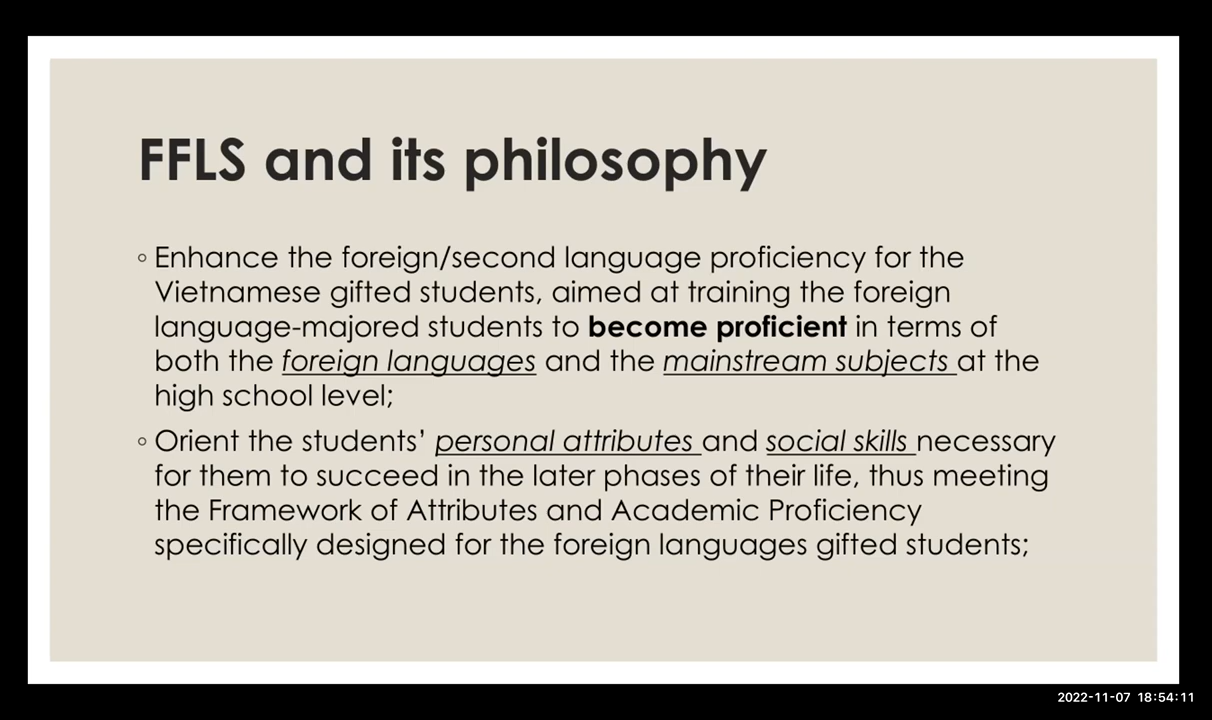 FFLS and its philosophy
◦ Enhance the foreign/second language proficiency for the
Vietnamese gifted students, aimed at training the foreign
language-majored students to become proficient in terms of
both the foreign languages and the mainstream subjects at the
high school level;
◦ Orient the students’ personal attributes and social skills necessary
for them to succeed in the later phases of their life, thus meeting
the Framework of Attributes and Academic Proficiency
specifically designed for the foreign languages gifted students;
2022-11-07 18:54:11